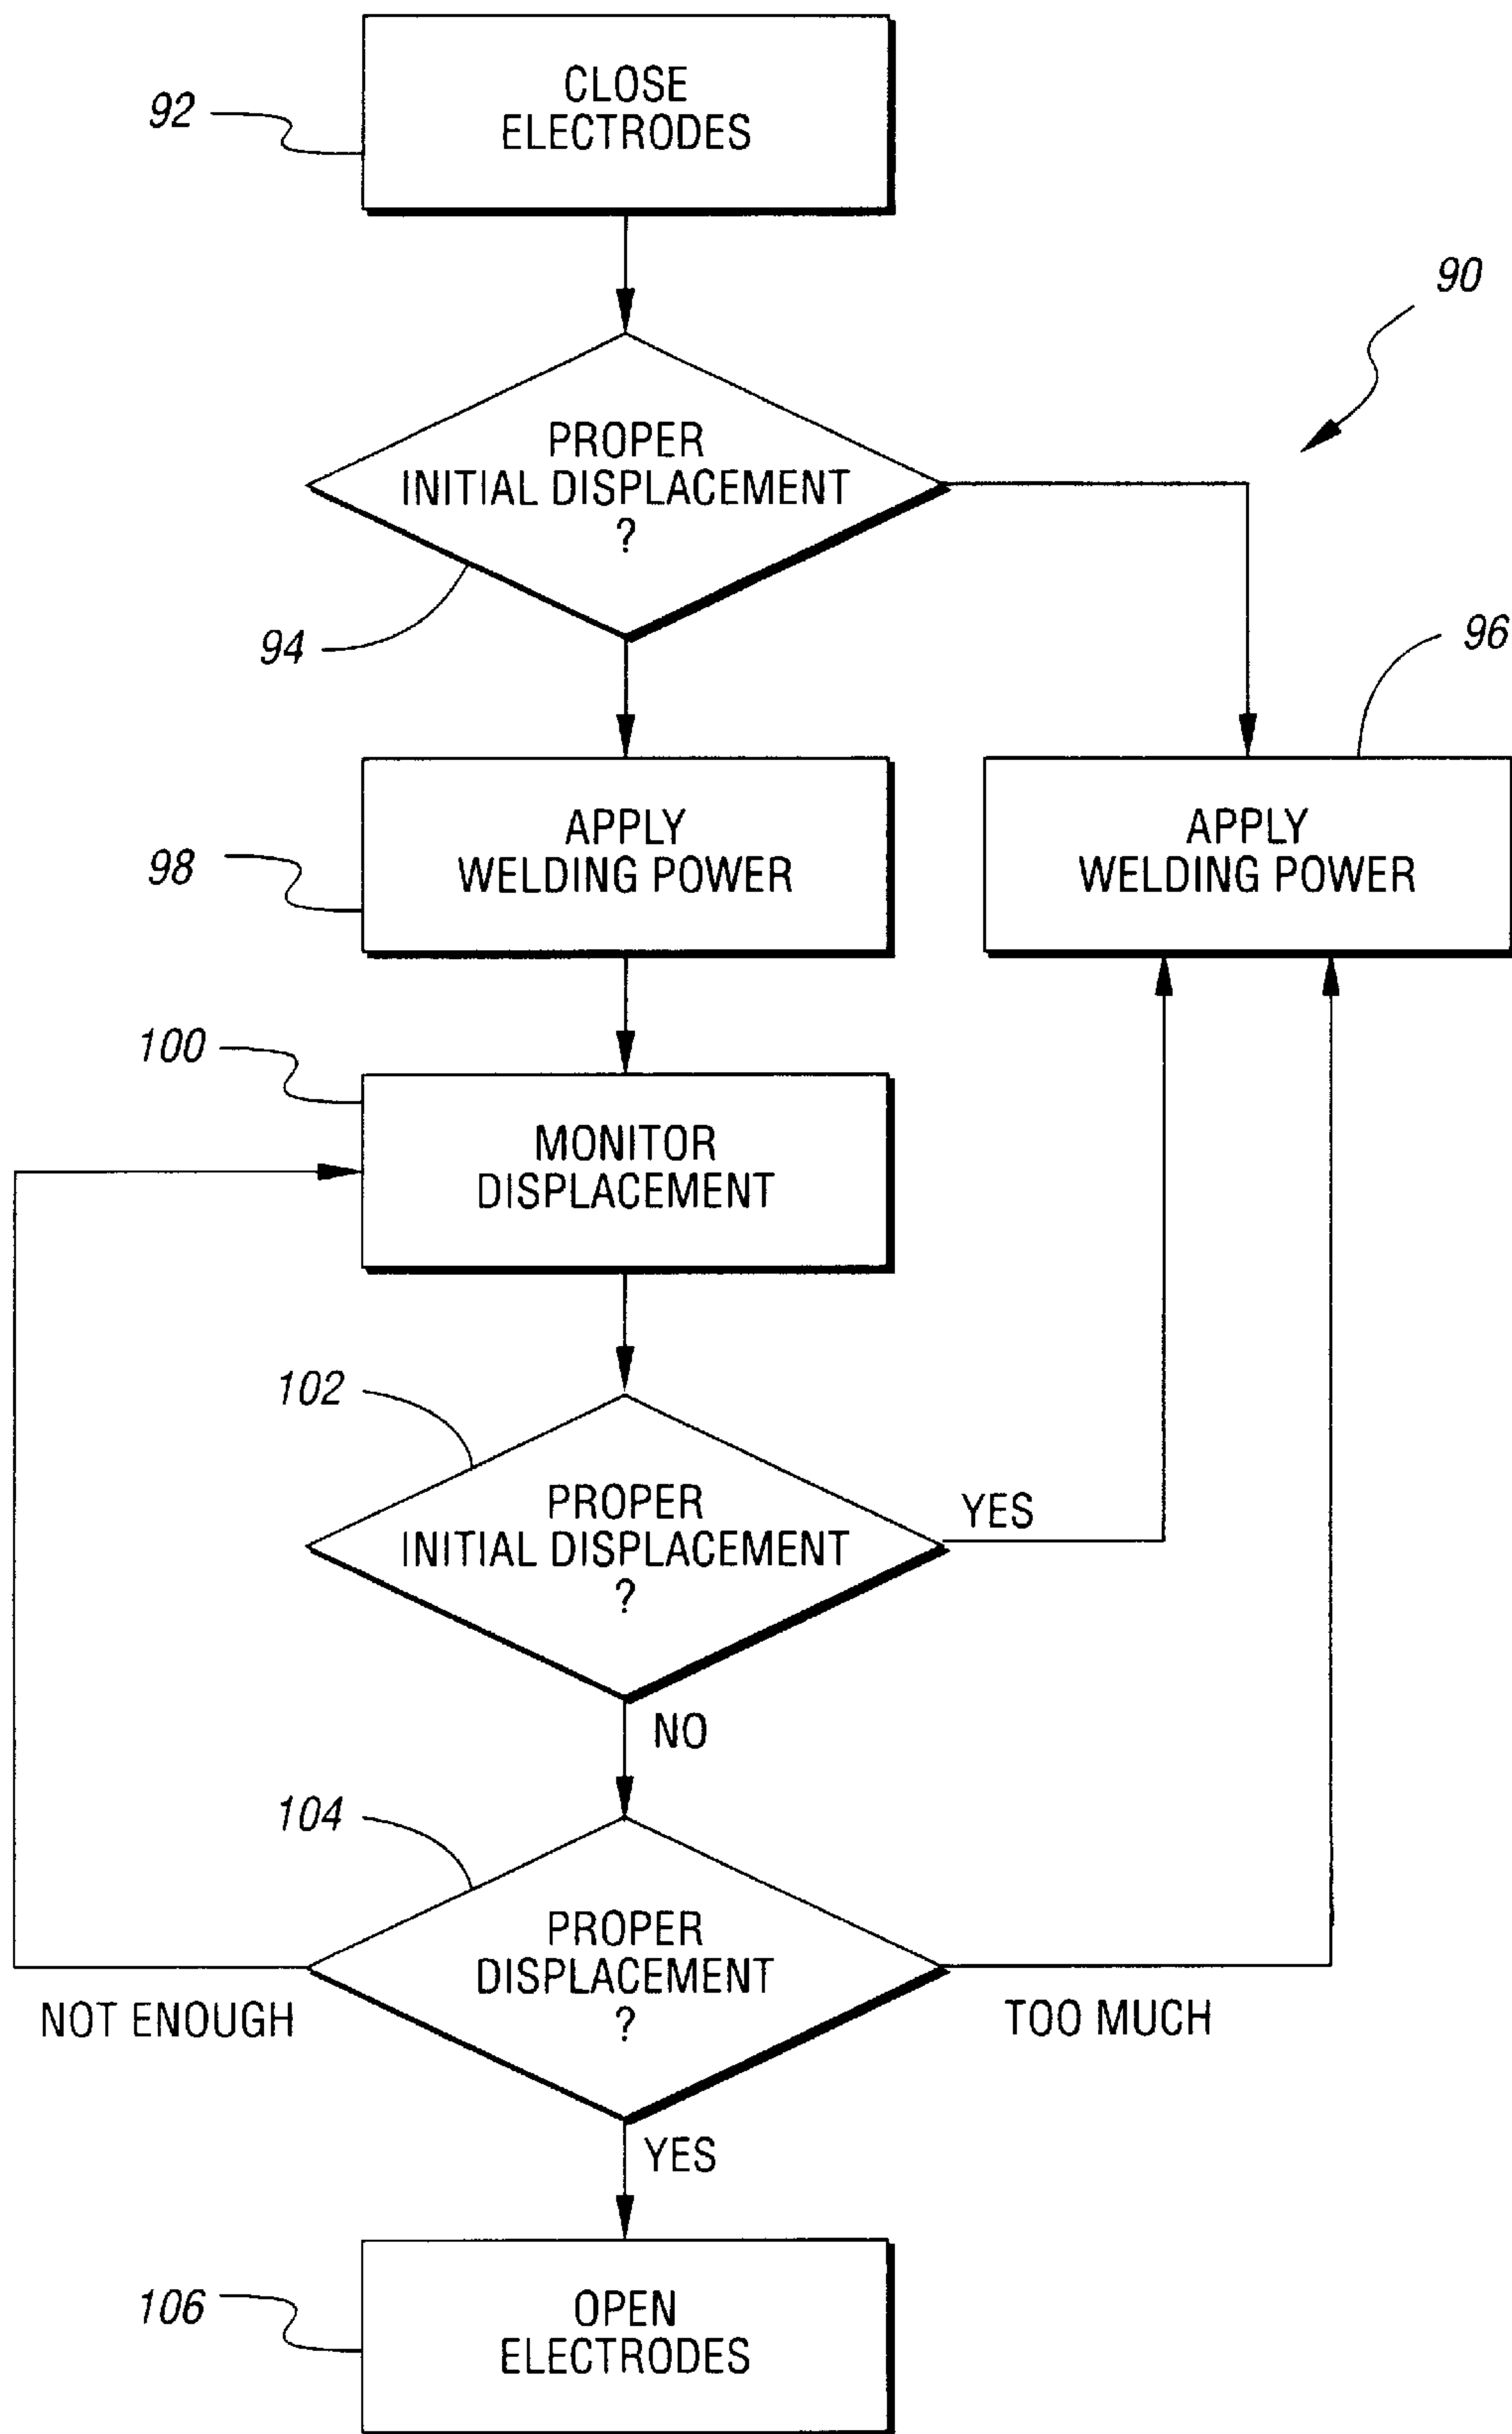 CLOSE
ELECTRODES
92
90
PROPER
INITIAL DISPLACEMENT
?
94
96
APPLY
WELDING POWER
98
APPLY
WELDING POWER
100
MONITOR
DISPLACEMENT
102
PROPER
INITIAL DISPLACEMENT
?
YES
NO
104
PROPER
DISPLACEMENT
?
NOT ENOUGH
TOO MUCH
YES
106
OPEN
ELECTRODES